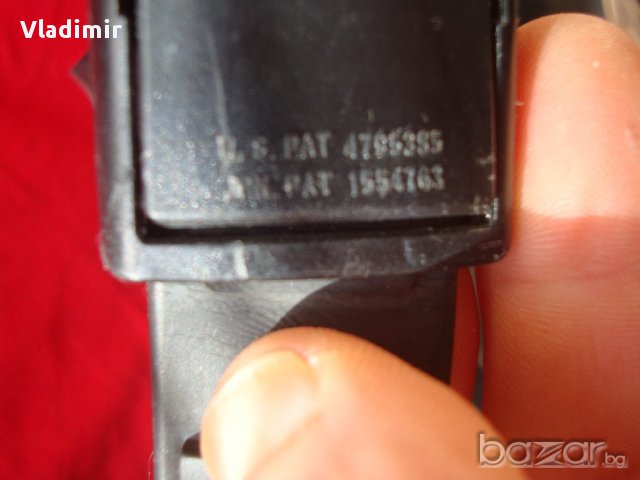 Vladimir
U.S. PAT 4795385
PAT 1554763
bazar.bg